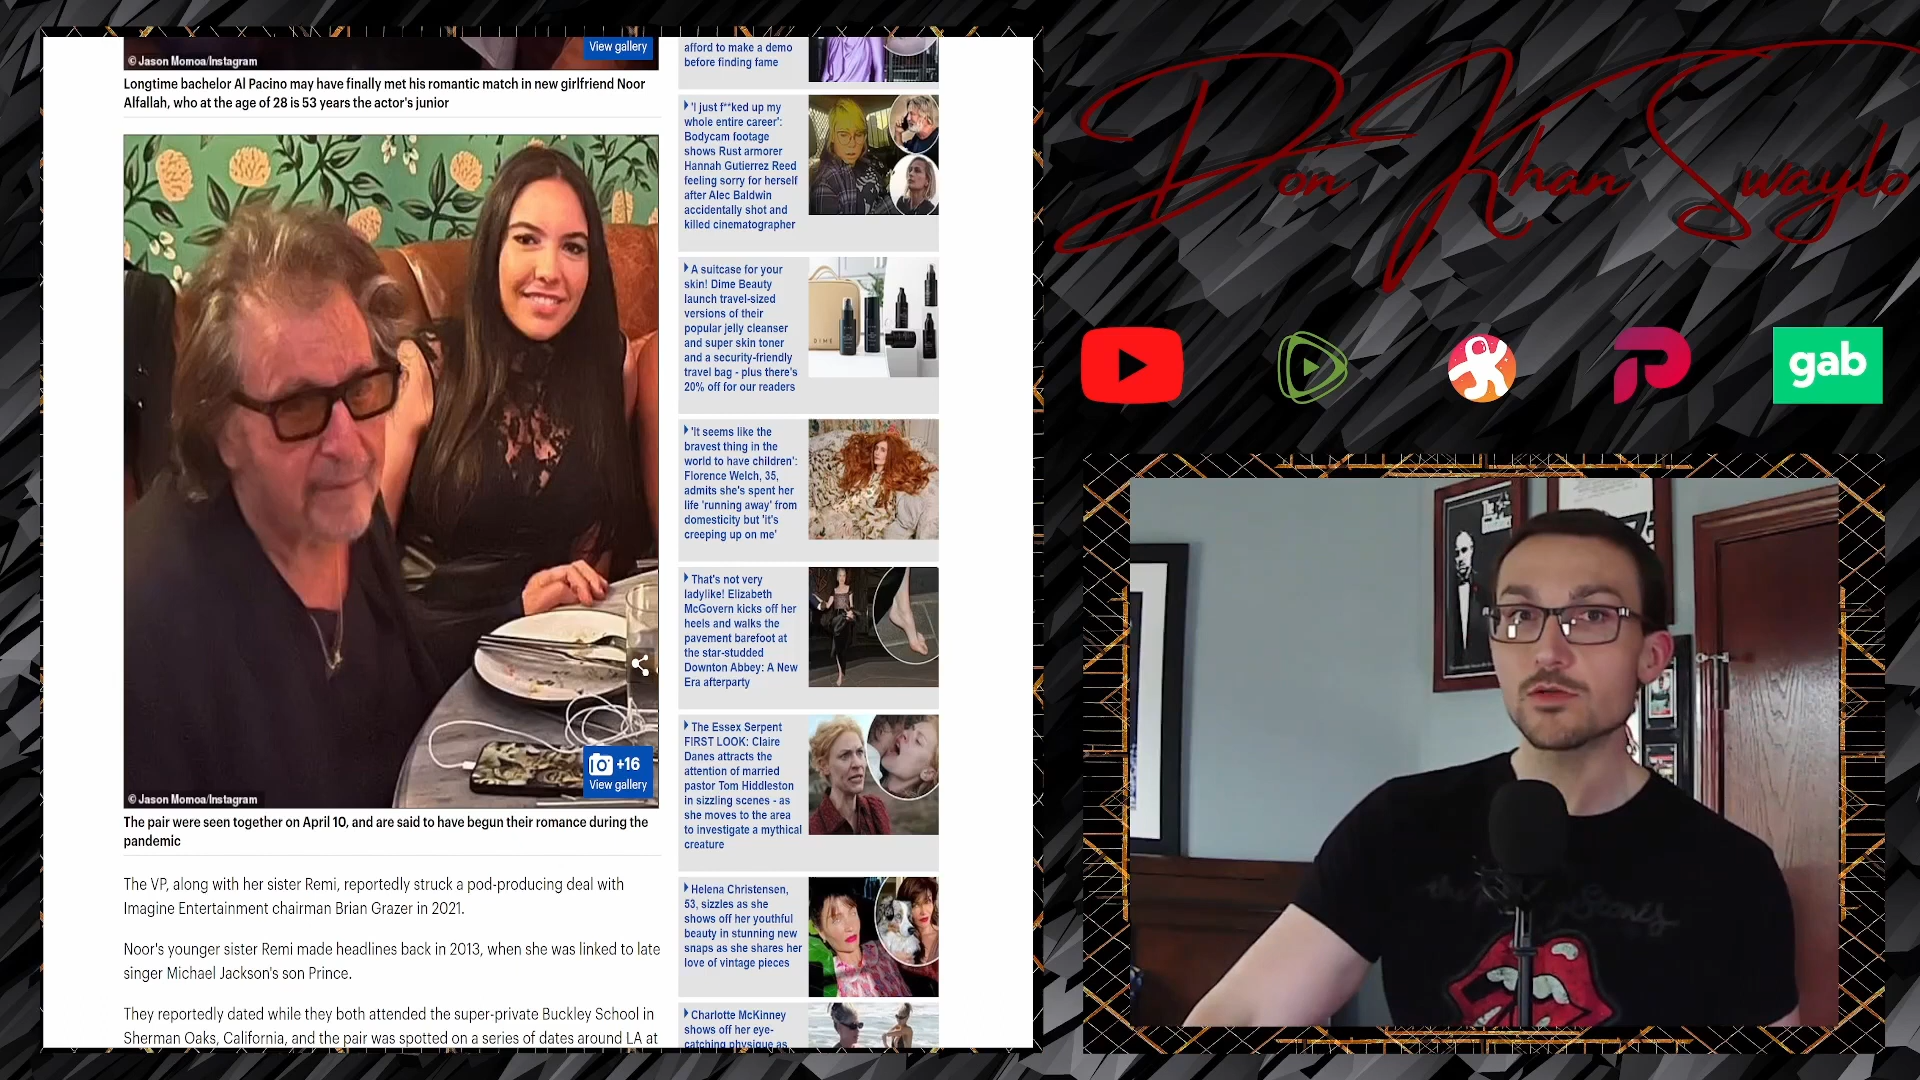 View gallery
© Jason Momoa/Instagram
Longtime bachelor Al Pacino may have finally met his romantic match in new girlfriend Noor
Alfallah, who at the age of 28 is 53 years the actor's junior
+16
View gallery
© Jason Momoa/Instagram
The pair were seen together on April 10, and are said to have begun their romance during the
pandemic
The VP, along with her sister Remi, reportedly struck a pod-producing deal with
Imagine Entertainment chairman Brian Grazer in 2021.
Noor's younger sister Remi made headlines back in 2013, when she was linked to late
singer Michael Jackson's son Prince.
They reportedly dated while they both attended the super-private Buckley School in
Sherman Oaks, California, and the pair was spotted on a series of dates around LA at
afford to make a demo
before finding fame
'I just f**ked up my
whole entire career':
Bodycam footage
shows Rust armorer
Hannah Gutierrez Reed
feeling sorry for herself
after Alec Baldwin
accidentally shot and
killed cinematographer
A suitcase for your
skin! Dime Beauty
launch travel-sized
versions of their
popular jelly cleanser
and super skin toner
and a security-friendly
travel bag - plus there's
20% off for our readers
DIME
'It seems like the
bravest thing in the
world to have children':
Florence Welch, 35,
admits she's spent her
life 'running away' from
domesticity but 'it's
creeping up on me'
That's not very
ladylike! Elizabeth
McGovern kicks off her
heels and walks the
pavement barefoot at
the star-studded
Downton Abbey: A New
Era afterparty
The Essex Serpent
FIRST LOOK: Claire
Danes attracts the
attention of married
pastor Tom Hiddleston
in sizzling scenes - as
she moves to the area
to investigate a mythical
creature
Helena Christensen,
53, sizzles as she
shows off her youthful
beauty in stunning new
snaps as she shares her
love of vintage pieces
Charlotte McKinney
shows off her eye-
catching physique as
Don Khan Swaylo
gab